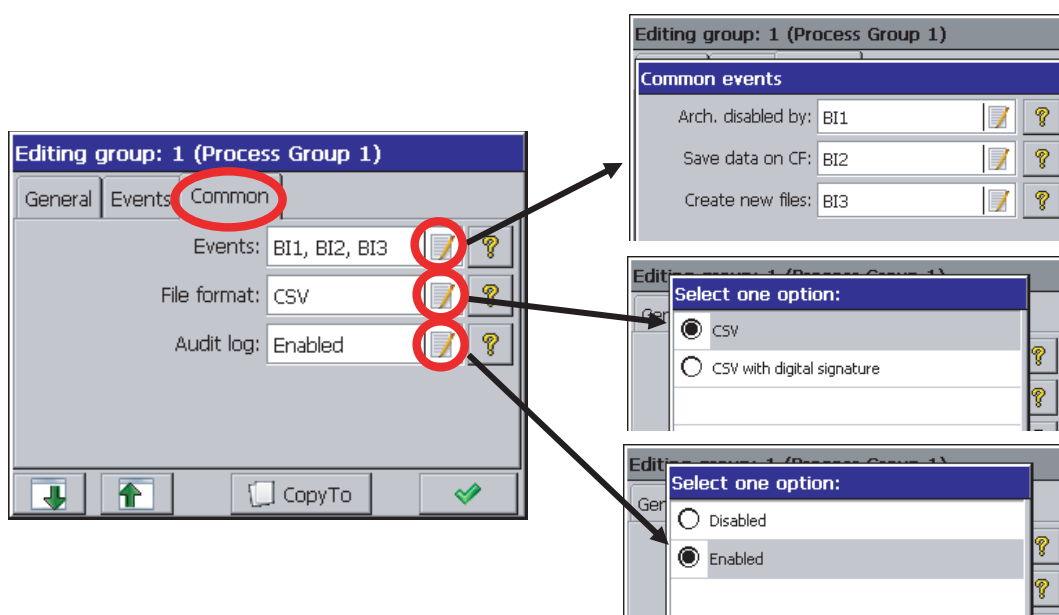 Editing group: 1 (Process Group 1)
General Events Common
Events: BI1, BI2, BI3
File format: CSV
Audit log: Enabled
CopyTo
Editing group: 1 (Process Group 1)
Common events
Arch. disabled by: BI1
Save data on CF: BI2
Create new files: BI3
Select one option:
CSV
CSV with digital signature
Select one option:
Disabled
Enabled